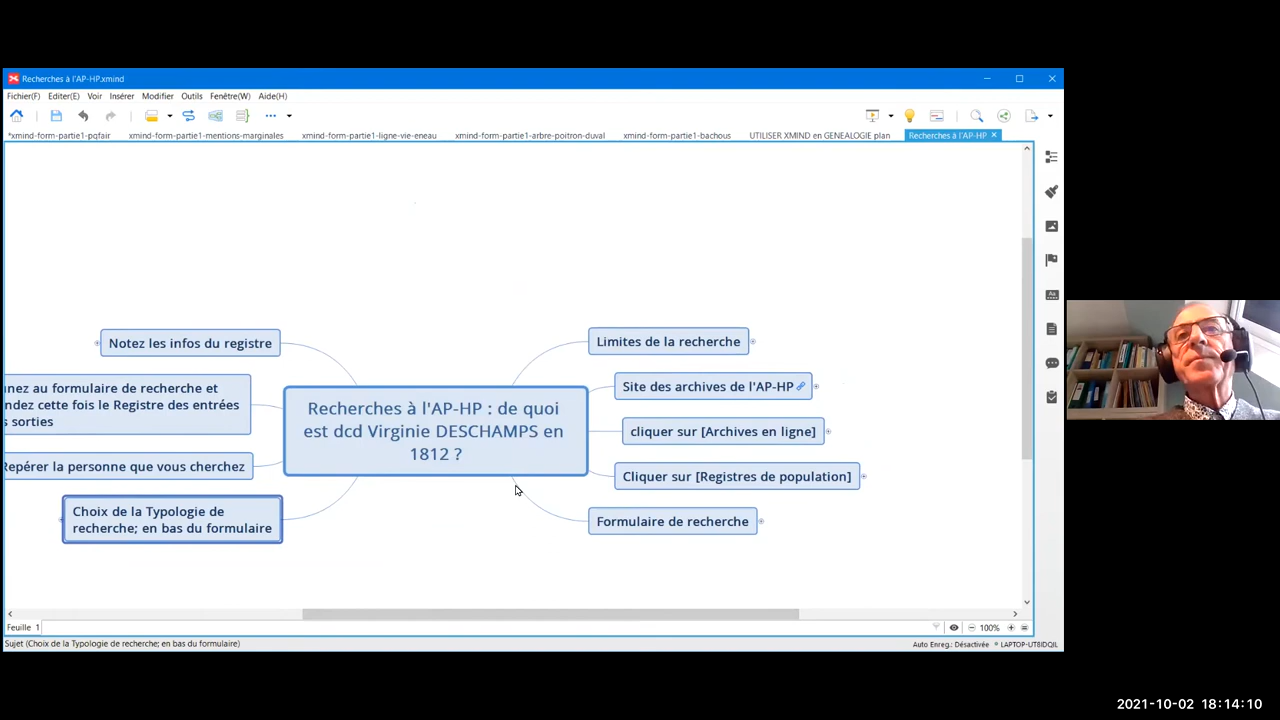 Recherches à l'AP-HP.xmind
Fichier(F) Editer(E) Voir Insérer Modifier Outils Fenêtre(W) Aide(H)
*xmind-form-partie1-pqfair xmind-form-partie1-mentions-marginales xmind-form-partie1-ligne-vie-eneau xmind-form-partie1-arbre-poitron-duval xmind-form-partie1-bachous UTILISER XMIND en GENEALOGIE plan Recherches à l'AP-HP
Notez les infos du registre
nnez au formulaire de recherche et
ndez cette fois le Registre des entrées
s sorties
Repérer la personne que vous cherchez
Choix de la Typologie de
recherche; en bas du formulaire
Recherches à l'AP-HP : de quoi
est dcd Virginie DESCHAMPS en
1812 ?
Limites de la recherche
Site des archives de l'AP-HP
cliquer sur [Archives en ligne]
Cliquer sur [Registres de population]
Formulaire de recherche
Feuille 1
100%
Sujet (Choix de la Typologie de recherche; en bas du formulaire)
Auto Enreg.: Désactivée
LAPTOP-UT8IDQIL
2021-10-02 18:14:10